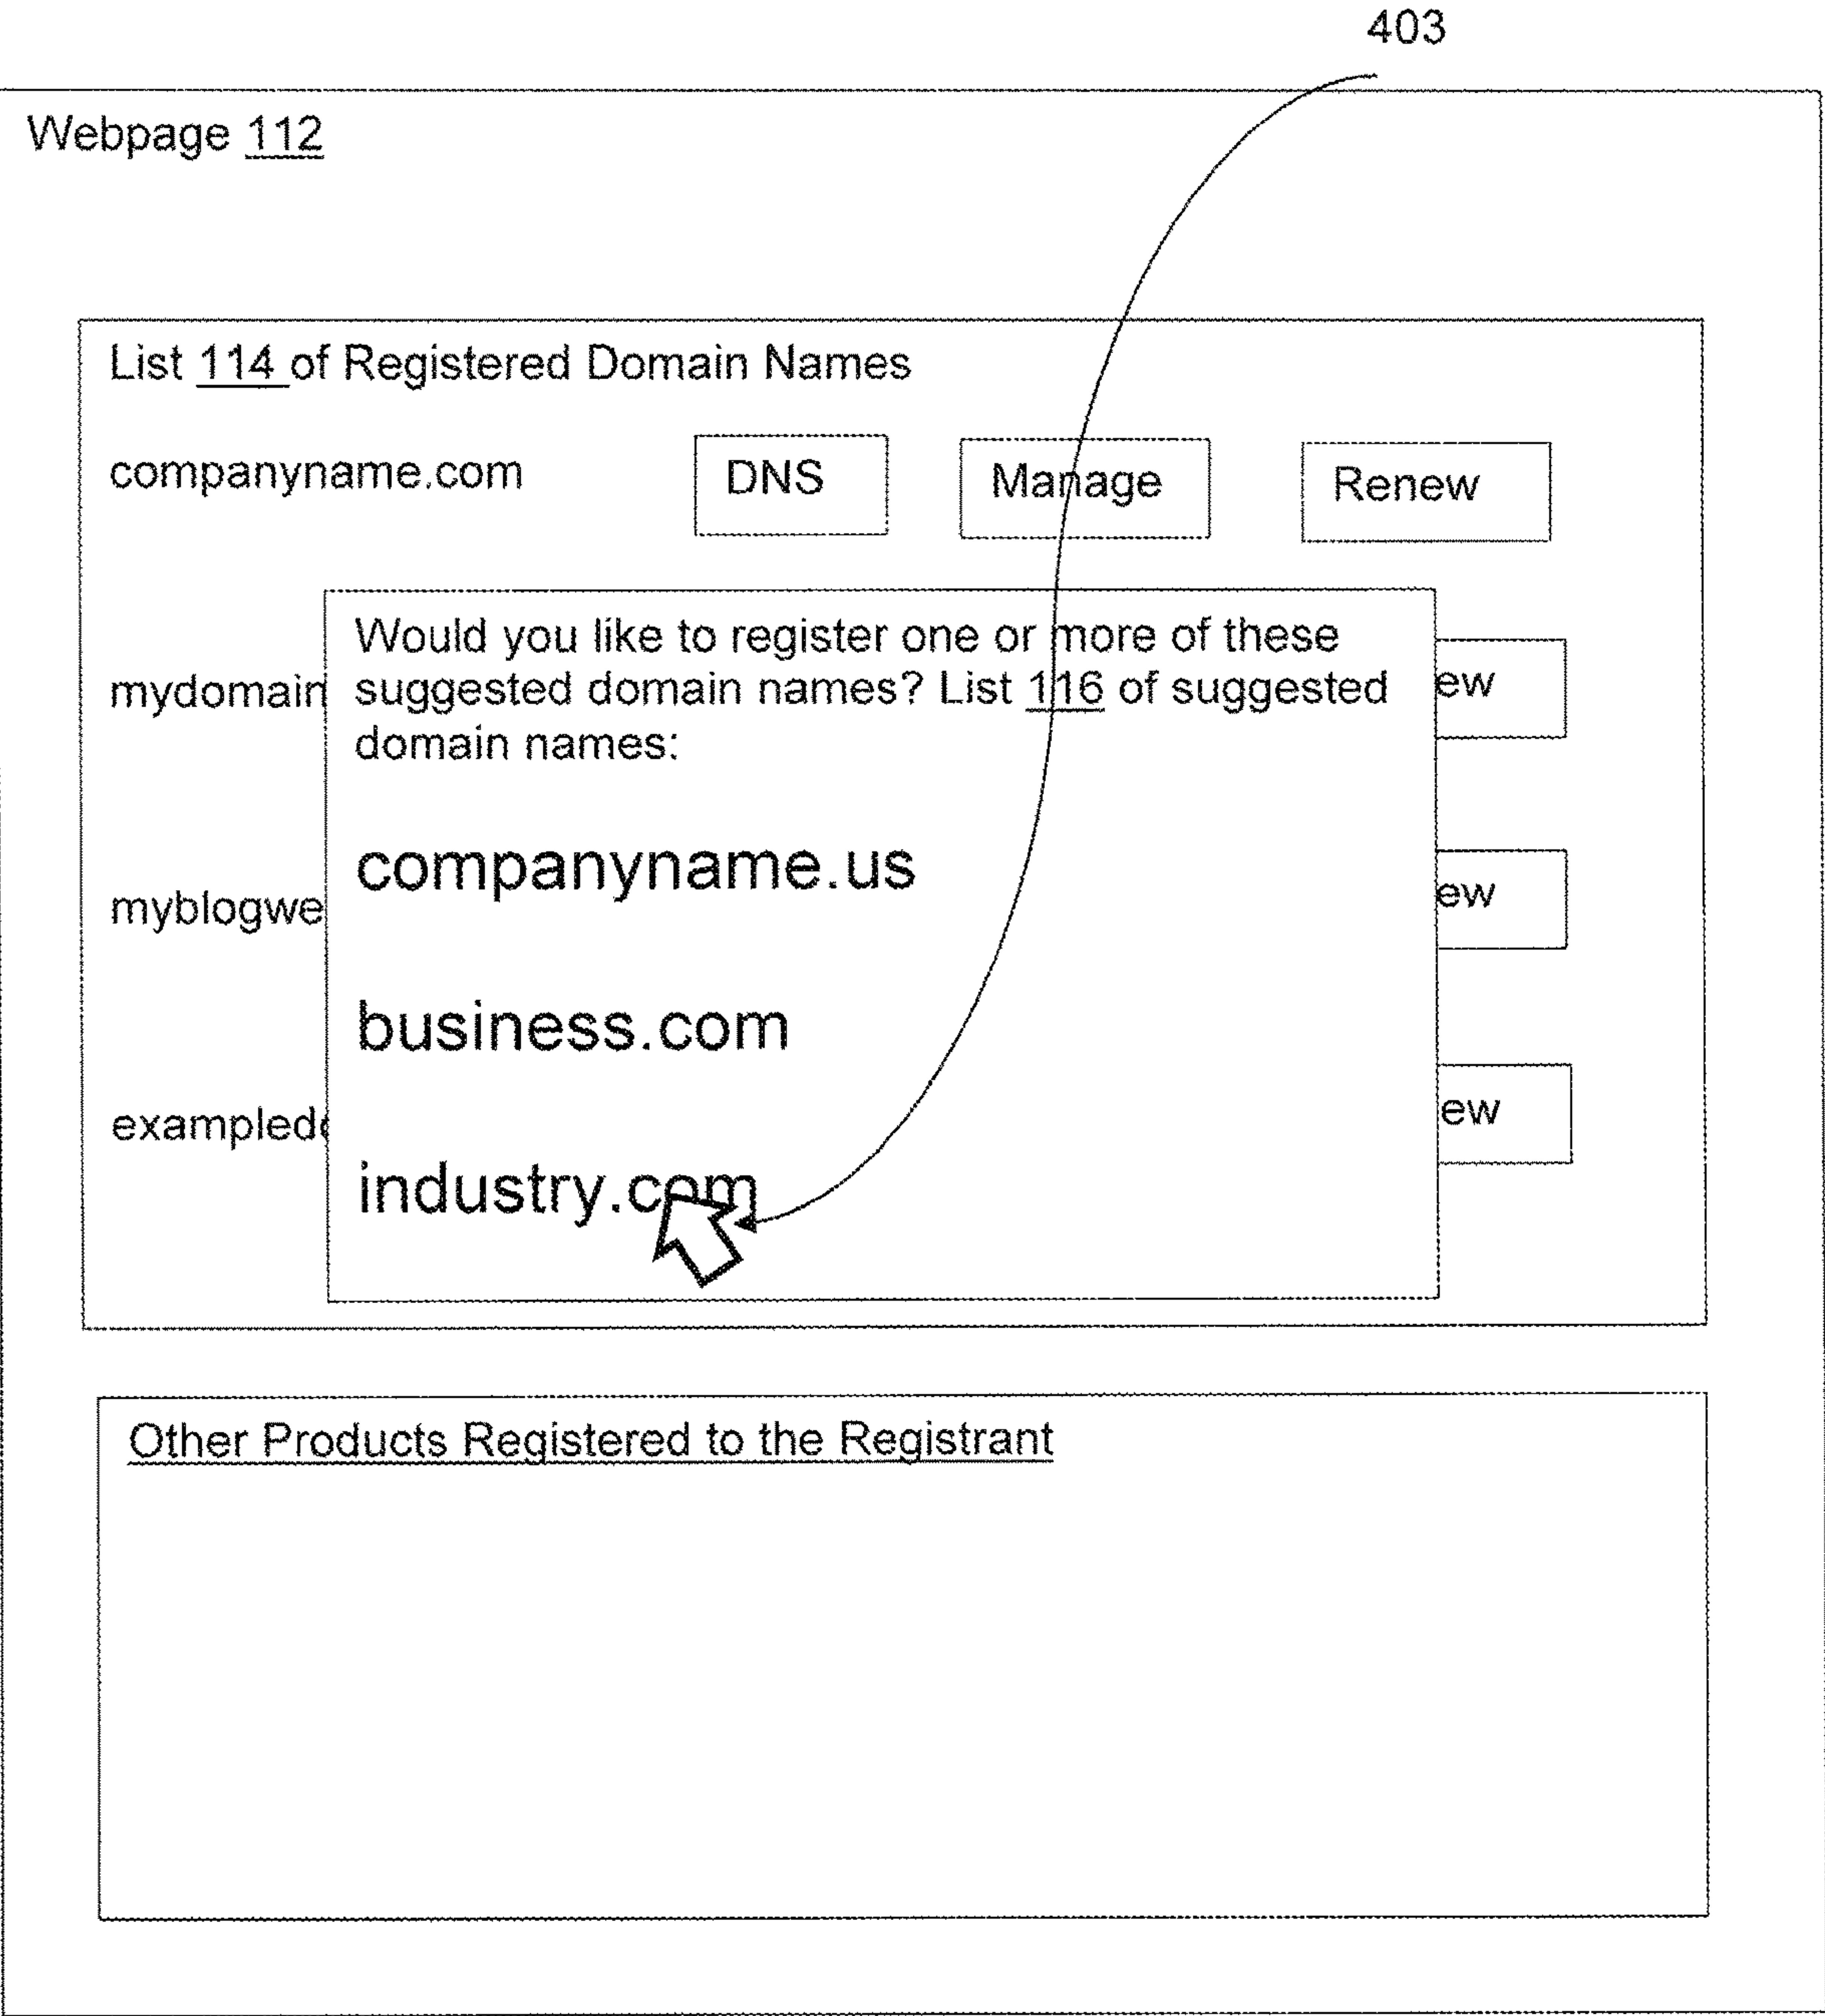 403
Webpage 112
List 114 of Registered Domain Names
companyname.com DNS Manage Renew
Would you like to register one or more of these
mydomain suggested domain names? List 116 of suggested ew
domain names:
companyname.us
myblogwe ew
business.com
exampled ew
industry.com
Other Products Registered to the Registrant